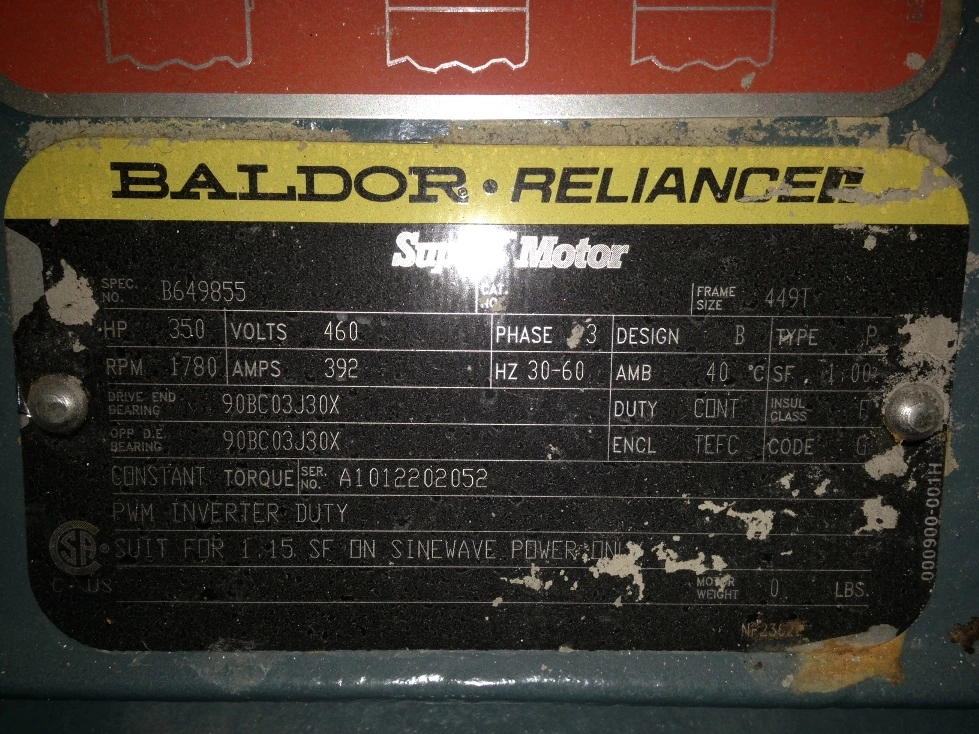 BALDOR • RELIANCE
Motor
SPEC. NO. B649855 CAT. NO. FRAME SIZE 449T
HP 350 VOLTS 460 PHASE 3 DESIGN B TYPE P
RPM 1780 AMPS 392 HZ 30-60 AMB 40 °C SF 1.00
DRIVE END BEARING 90BC03J30X DUTY CONT INSUL CLASS F
OPP D.E. BEARING 90BC03J30X ENCL TEFC CODE G
CONSTANT TORQUE SER. NO. A1012202052
PWM INVERTER DUTY
SUIT FOR 1.15 SF ON SINEWAVE POWER ONLY
C US
MOTOR WEIGHT 0 LBS.
000900-001H